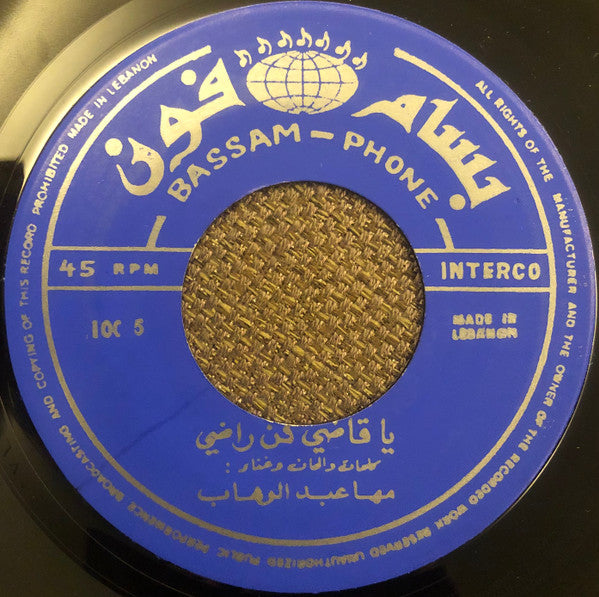 بسام فون
BASSAM-PHONE
45 RPM
INTERCO
10C 5
MADE IN
LEBANON
يا قاضي كن راضي
كلمات والحان وغناء :
مها عبد الوهاب
ALL RIGHTS OF THE MANUFACTURER AND THE OWNER OF THE RECORDED WORK RESERVED UNAUTHORIZED PUBLIC PERFORMANCE BROADCASTING AND COPYING OF THIS RECORD PROHIBITED MADE IN LEBANON